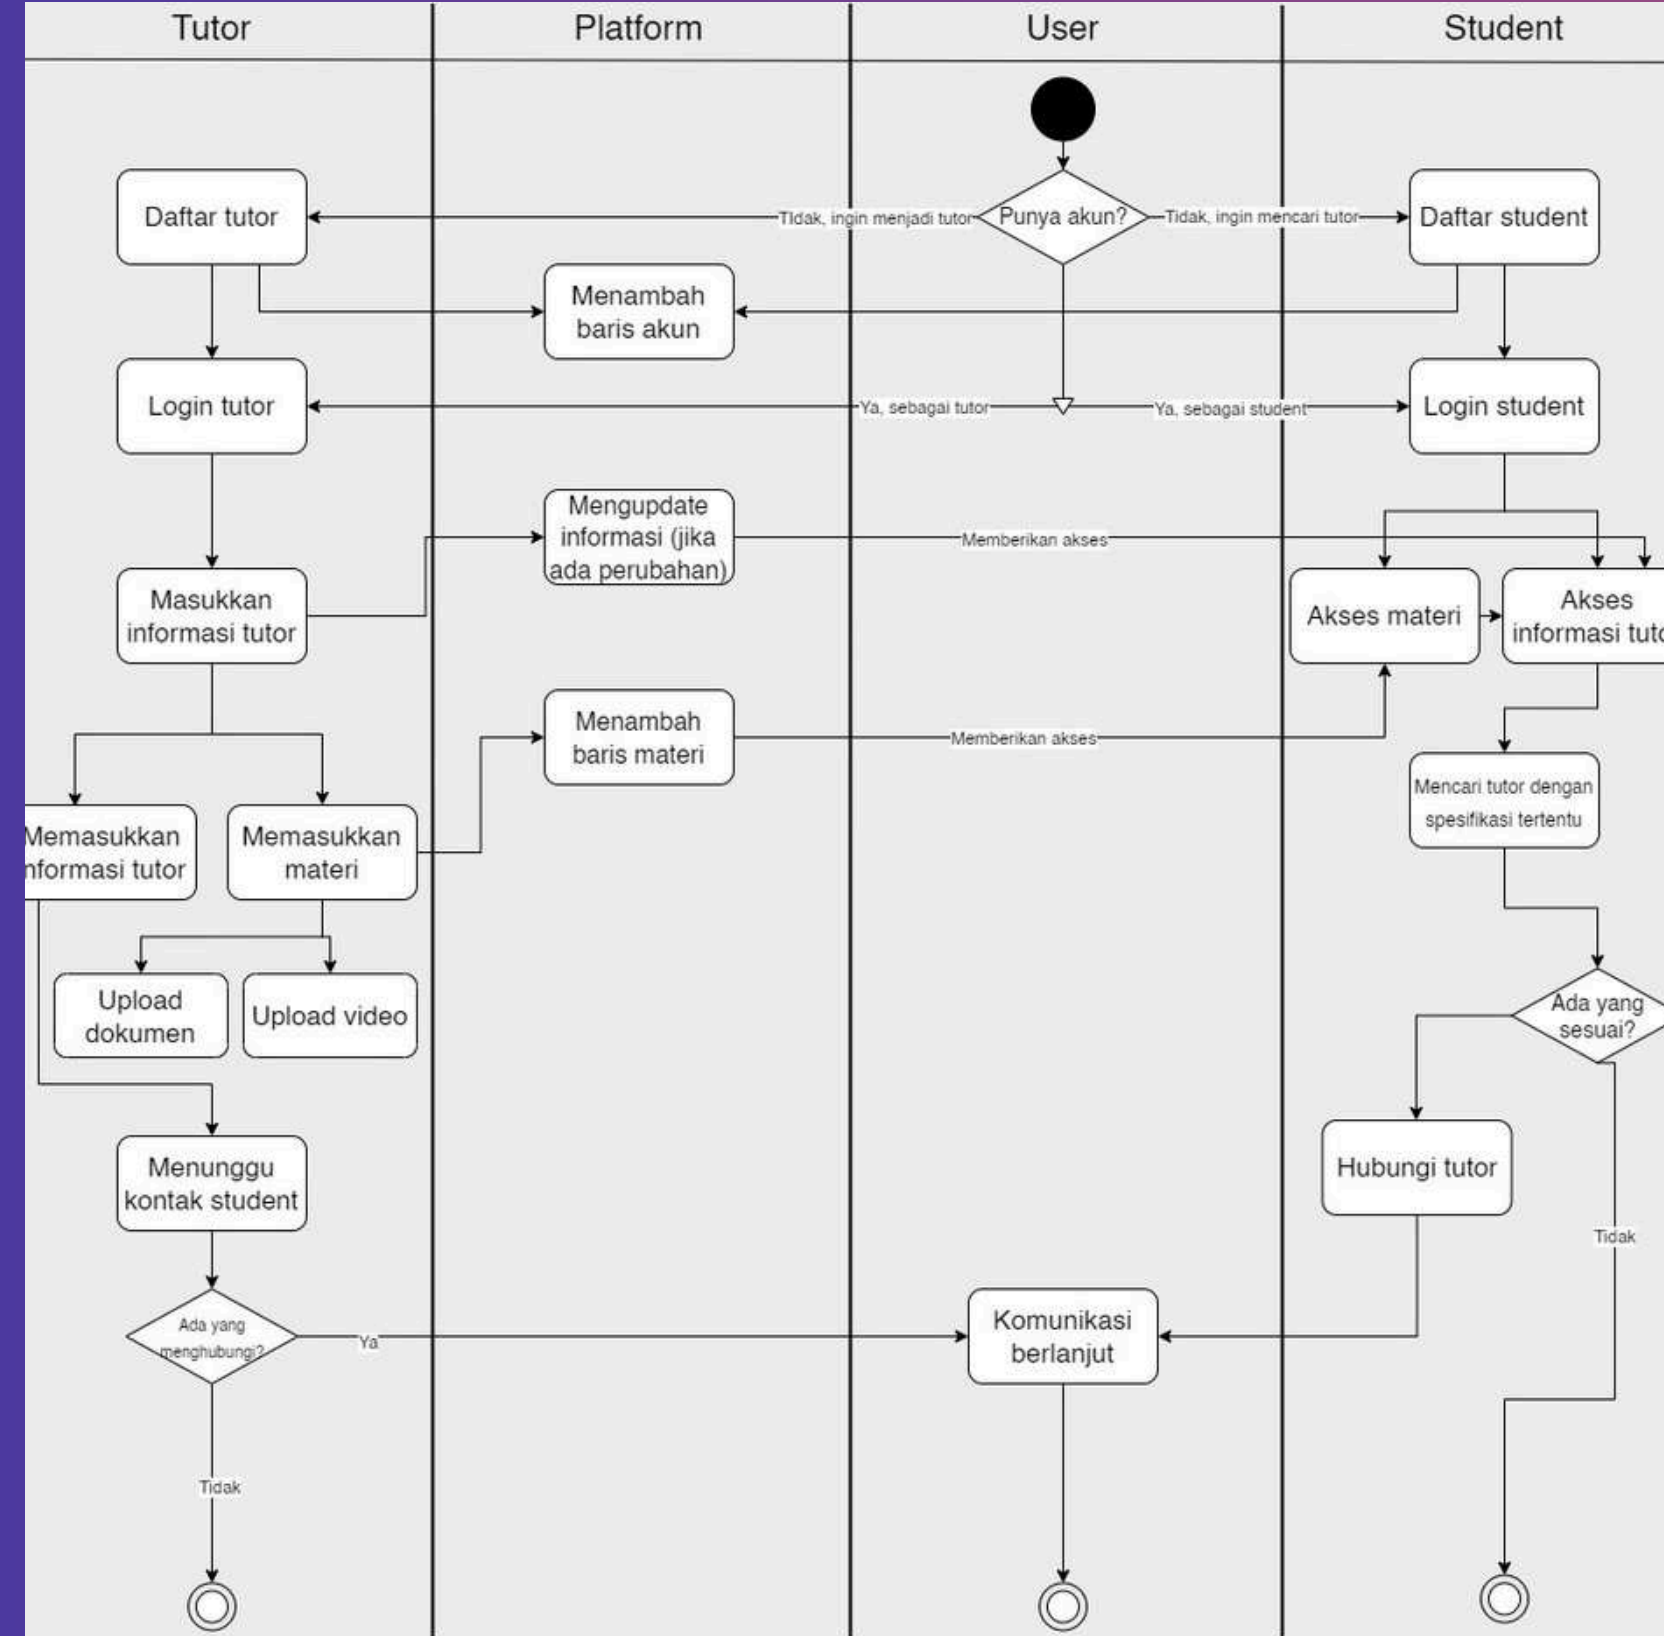 Tutor
Platform
User
Student
Daftar tutor
TIdak, ingin menjadi tutor
Punya akun?
Tidak, ingin mencari tutor
Daftar student
Menambah
baris akun
Login tutor
Ya, sebagai tutor
Ya, sebagai student
Login student
Mengupdate
informasi (jika
ada perubahan)
Memberikan akses
Masukkan
informasi tutor
Akses materi
Akses
informasi tuto
Menambah
baris materi
Memberikan akses
Mencari tutor dengan
spesifikasi tertentu
Memasukkan
nformasi tutor
Memasukkan
materi
Upload
dokumen
Upload video
Ada yang
sesuai?
Menunggu
kontak student
Hubungi tutor
Tidak
Ada yang
menghubungi?
Ya
Komunikasi
berlanjut
Tidak